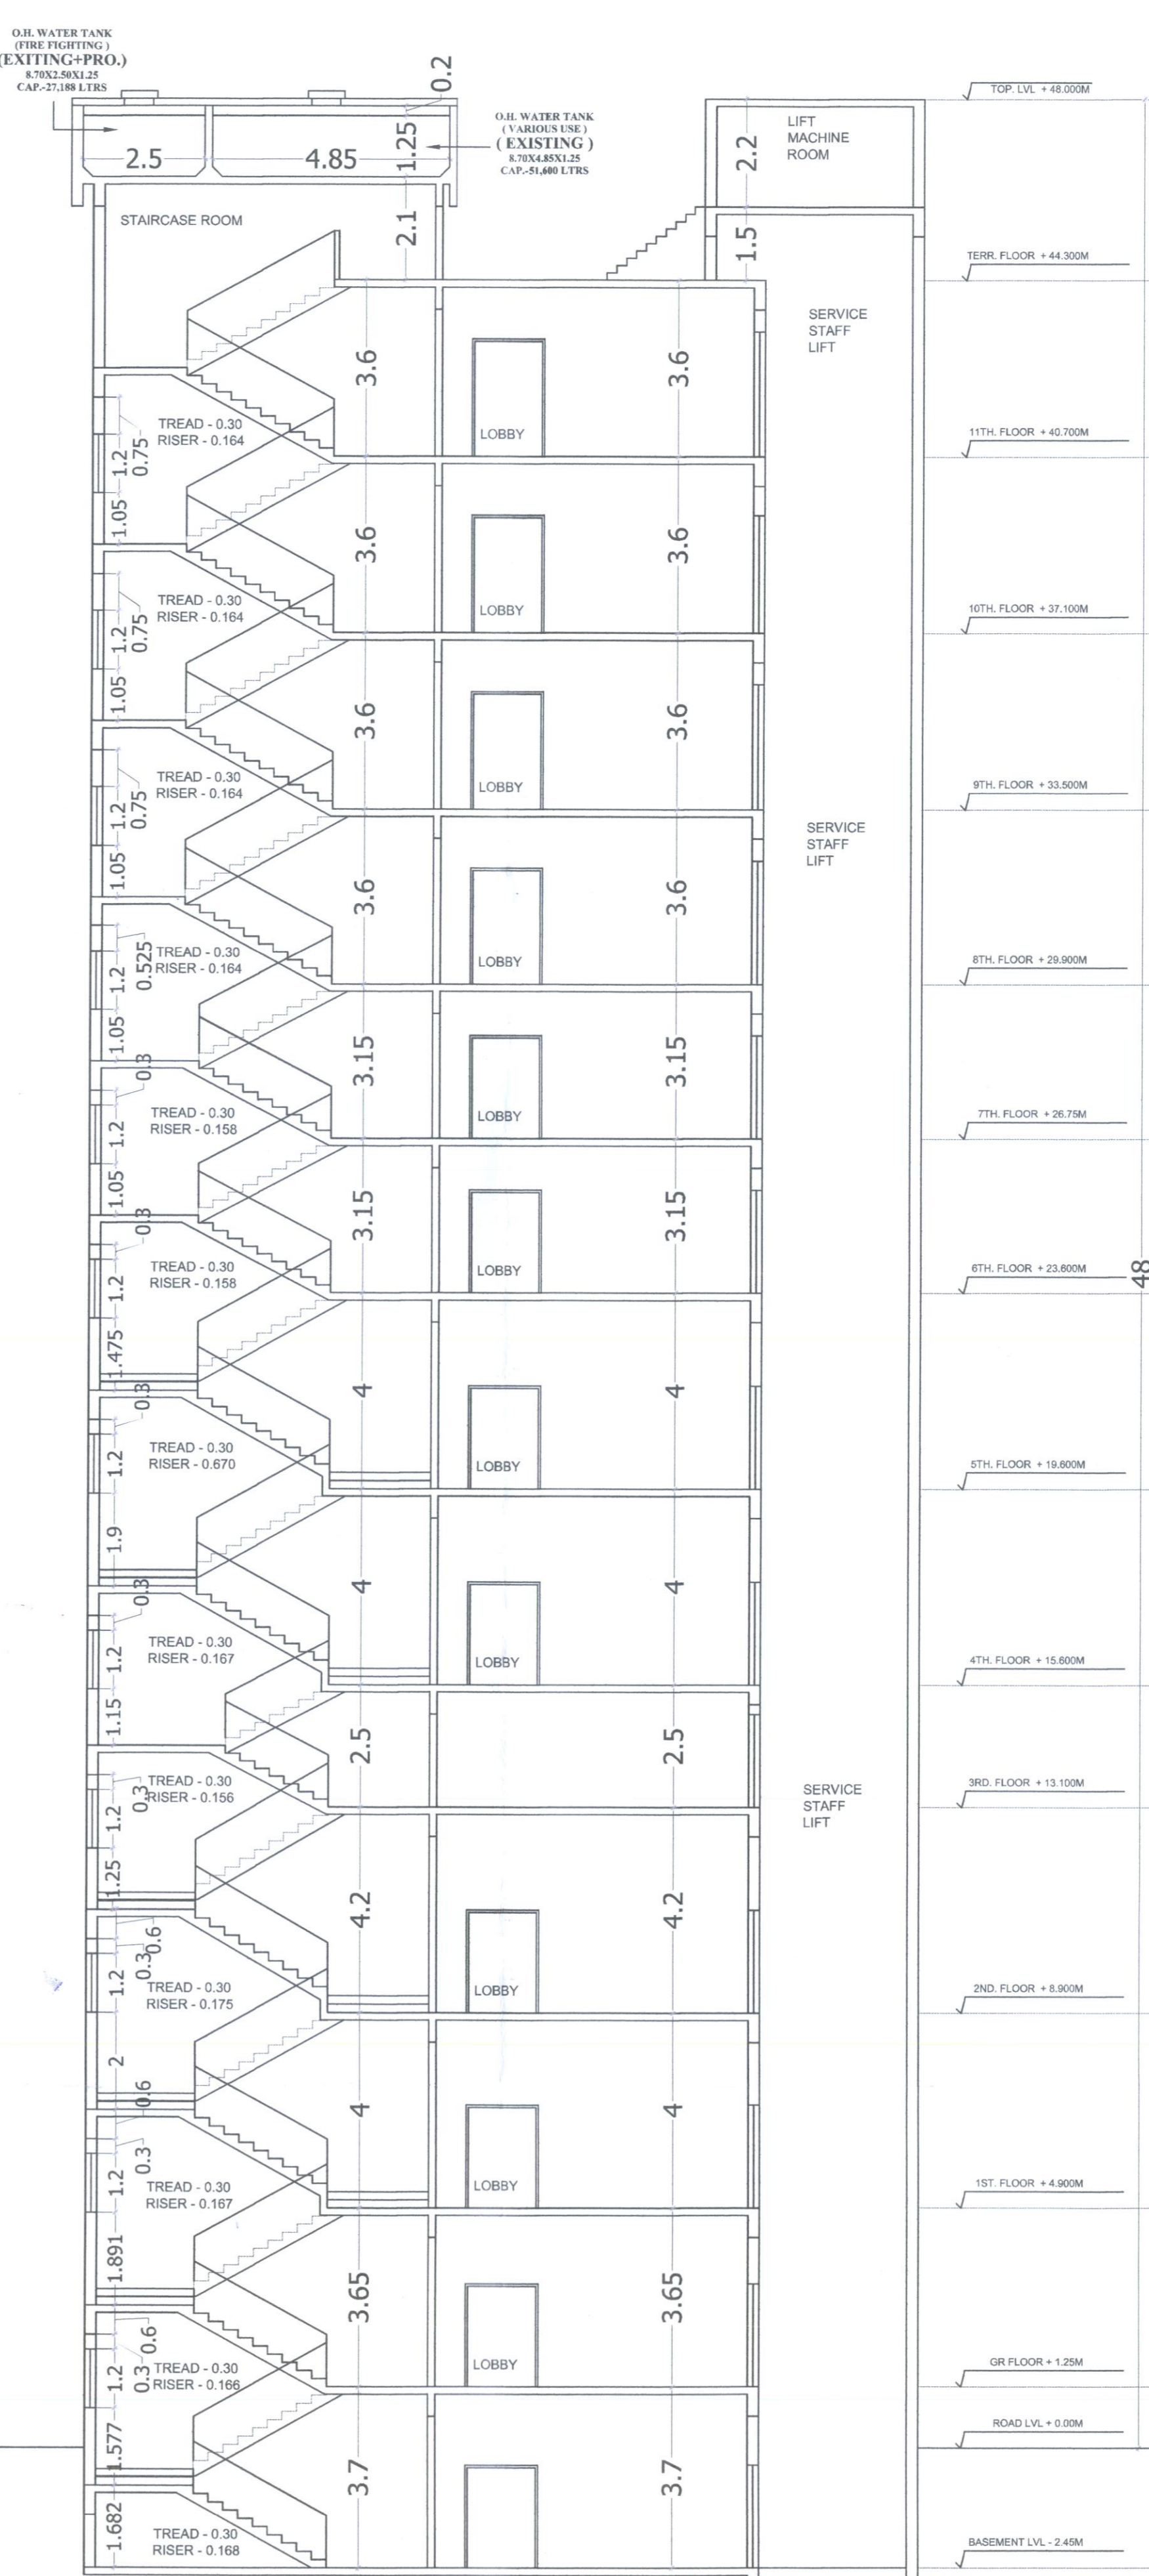 O.H. WATER TANK
(FIRE FIGHTING )
(EXITING+PRO.)
8.70X2.50X1.25
CAP.-27,188 LTRS
0.2
O.H. WATER TANK
( VARIOUS USE )
( EXISTING )
8.70X4.85X1.25
CAP.-51,600 LTRS
2.5
4.85
1.25
2.1
STAIRCASE ROOM
LIFT
MACHINE
ROOM
2.2
1.5
TOP. LVL + 48.000M
TERR. FLOOR + 44.300M
SERVICE
STAFF
LIFT
3.6
3.6
LOBBY
TREAD - 0.30
RISER - 0.164
1.2
0.75
1.05
11TH. FLOOR + 40.700M
3.6
3.6
LOBBY
TREAD - 0.30
RISER - 0.164
1.2
0.75
1.05
10TH. FLOOR + 37.100M
3.6
3.6
LOBBY
TREAD - 0.30
RISER - 0.164
1.2
0.75
1.05
9TH. FLOOR + 33.500M
SERVICE
STAFF
LIFT
3.6
3.6
LOBBY
TREAD - 0.30
RISER - 0.164
1.2
0.525
1.05
8TH. FLOOR + 29.900M
3.15
3.15
LOBBY
0.3
TREAD - 0.30
RISER - 0.158
1.2
1.05
7TH. FLOOR + 26.75M
3.15
3.15
LOBBY
0.3
TREAD - 0.30
RISER - 0.158
1.2
1.475
6TH. FLOOR + 23.600M
48
4
4
LOBBY
0.3
TREAD - 0.30
RISER - 0.670
1.2
1.9
5TH. FLOOR + 19.600M
4
4
LOBBY
0.3
TREAD - 0.30
RISER - 0.167
1.2
1.15
4TH. FLOOR + 15.600M
2.5
2.5
TREAD - 0.30
RISER - 0.156
0.3
1.2
1.25
3RD. FLOOR + 13.100M
SERVICE
STAFF
LIFT
4.2
4.2
LOBBY
0.6
0.3
1.2
TREAD - 0.30
RISER - 0.175
2
2ND. FLOOR + 8.900M
4
4
LOBBY
0.6
0.3
1.2
TREAD - 0.30
RISER - 0.167
1.891
1ST. FLOOR + 4.900M
3.65
3.65
LOBBY
0.6
0.3
1.2
TREAD - 0.30
RISER - 0.166
1.577
GR FLOOR + 1.25M
ROAD LVL + 0.00M
3.7
3.7
1.682
TREAD - 0.30
RISER - 0.168
BASEMENT LVL - 2.45M